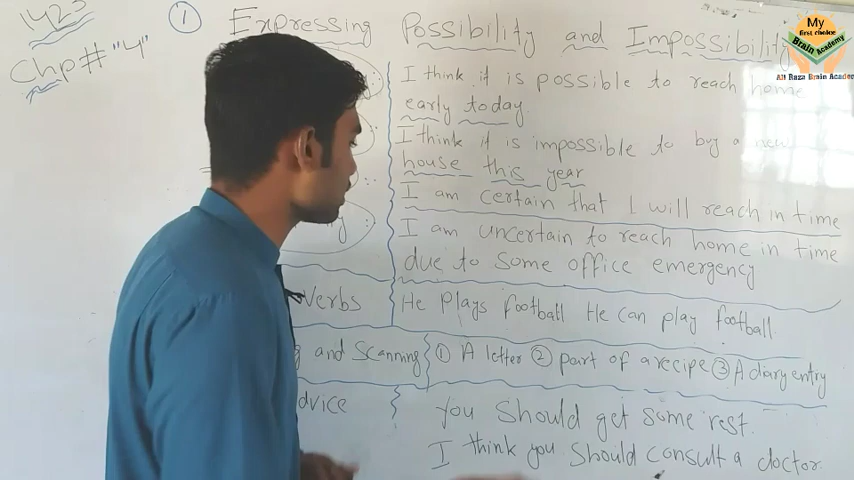 1423
Chp # "4"
① Expressing Possibility and Impossibility
I think it is possible to reach home
early today.
I think it is impossible to buy a new
house this year
I am certain that I will reach in time
I am uncertain to reach home in time
due to some office emergency
Verbs He Plays football He can play football
and Scanning ① A letter ② part of a recipe ③ A diary entry
dvice You should get some rest.
I think you should consult a doctor.
My
first choice
Brain Academy
Ali Raza Brain Academ